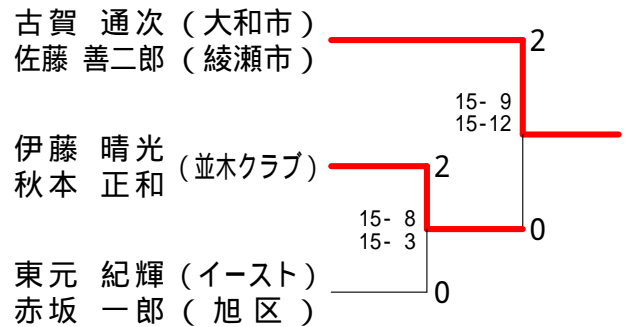 古賀 通次 (大和市)
佐藤 善二郎 (綾瀬市)
2
15- 9
15-12
伊藤 晴光
秋本 正和
(並木クラブ)
2
15- 8
15- 3
0
東元 紀輝 (イースト)
赤坂 一郎 (旭区)
0